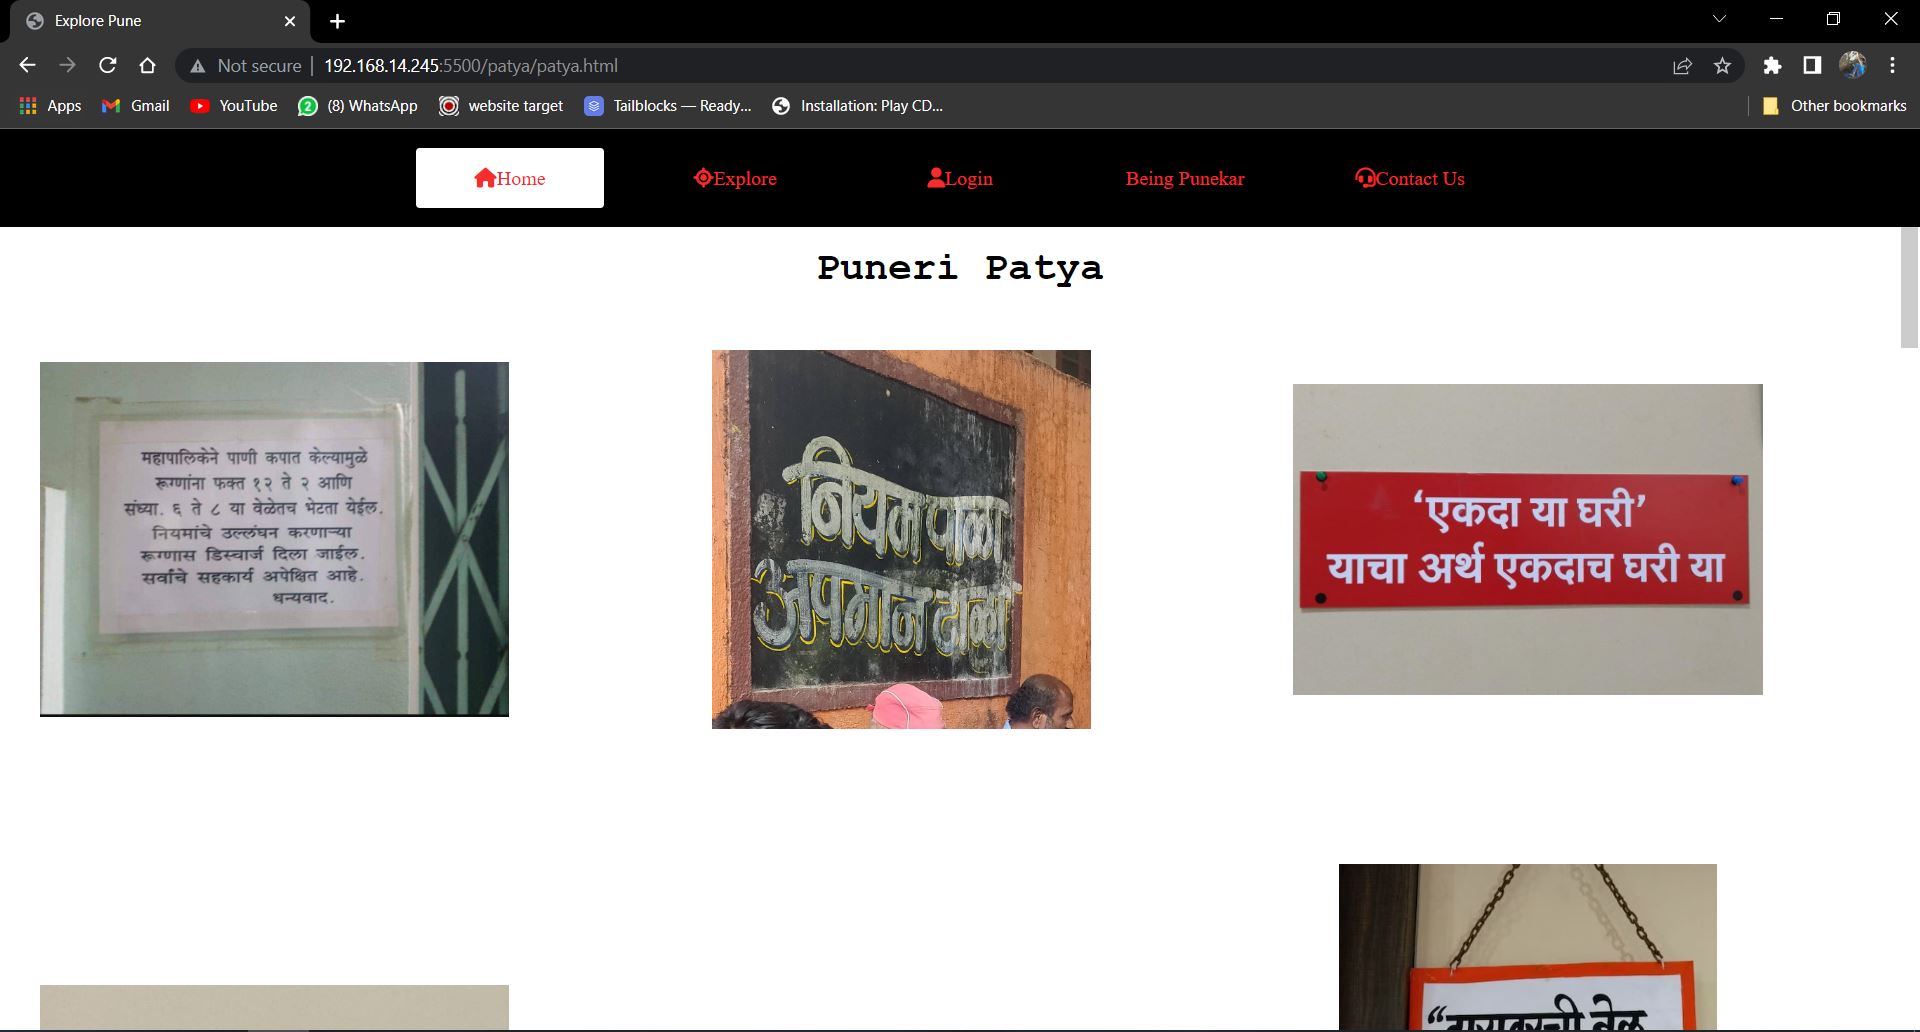 Explore Pune
Not secure | 192.168.14.245:5500/patya/patya.html
Apps
Gmail
YouTube
(8) WhatsApp
website target
Tailblocks — Ready...
Installation: Play CD...
Other bookmarks
Home
Explore
Login
Being Punekar
Contact Us
Puneri Patya
महापालिकेने पाणी कपात केल्यामुळे
रूग्णांना फक्त १२ ते २ आणि
संध्या. ६ ते ८ या वेळेतच भेटता येईल.
नियमांचे उल्लंघन करणाऱ्या
रूग्णास डिस्चार्ज दिला जाईल.
सर्वांचे सहकार्य अपेक्षित आहे.
धन्यवाद.
नियम पाळा
अपमान टाळा
‘एकदा या घरी’
याचा अर्थ एकदाच घरी या